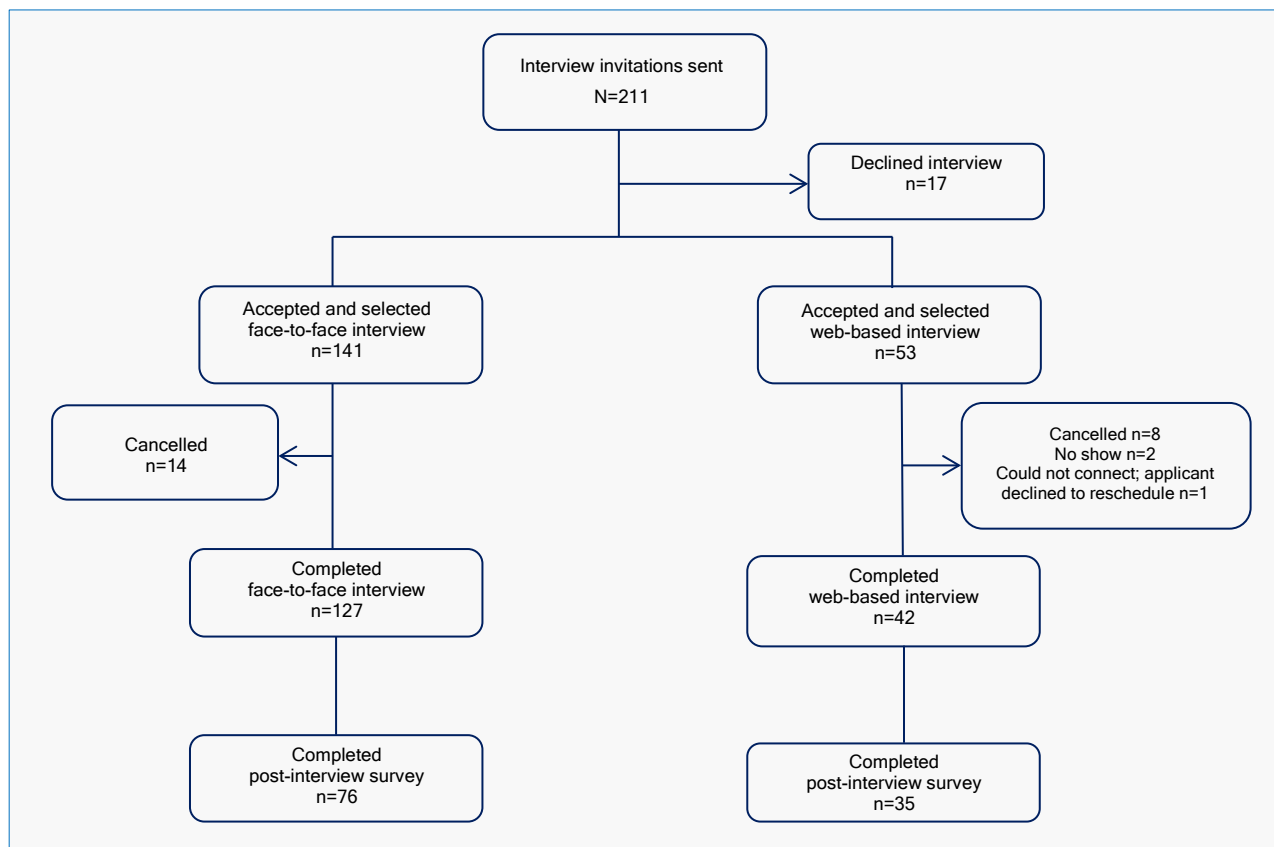 Interview invitations sent
N=211
Declined interview
n=17
Accepted and selected
face-to-face interview
n=141
Accepted and selected
web-based interview
n=53
Cancelled
n=14
Cancelled n=8
No show n=2
Could not connect; applicant
declined to reschedule n=1
Completed
face-to-face interview
n=127
Completed
web-based interview
n=42
Completed
post-interview survey
n=76
Completed
post-interview survey
n=35